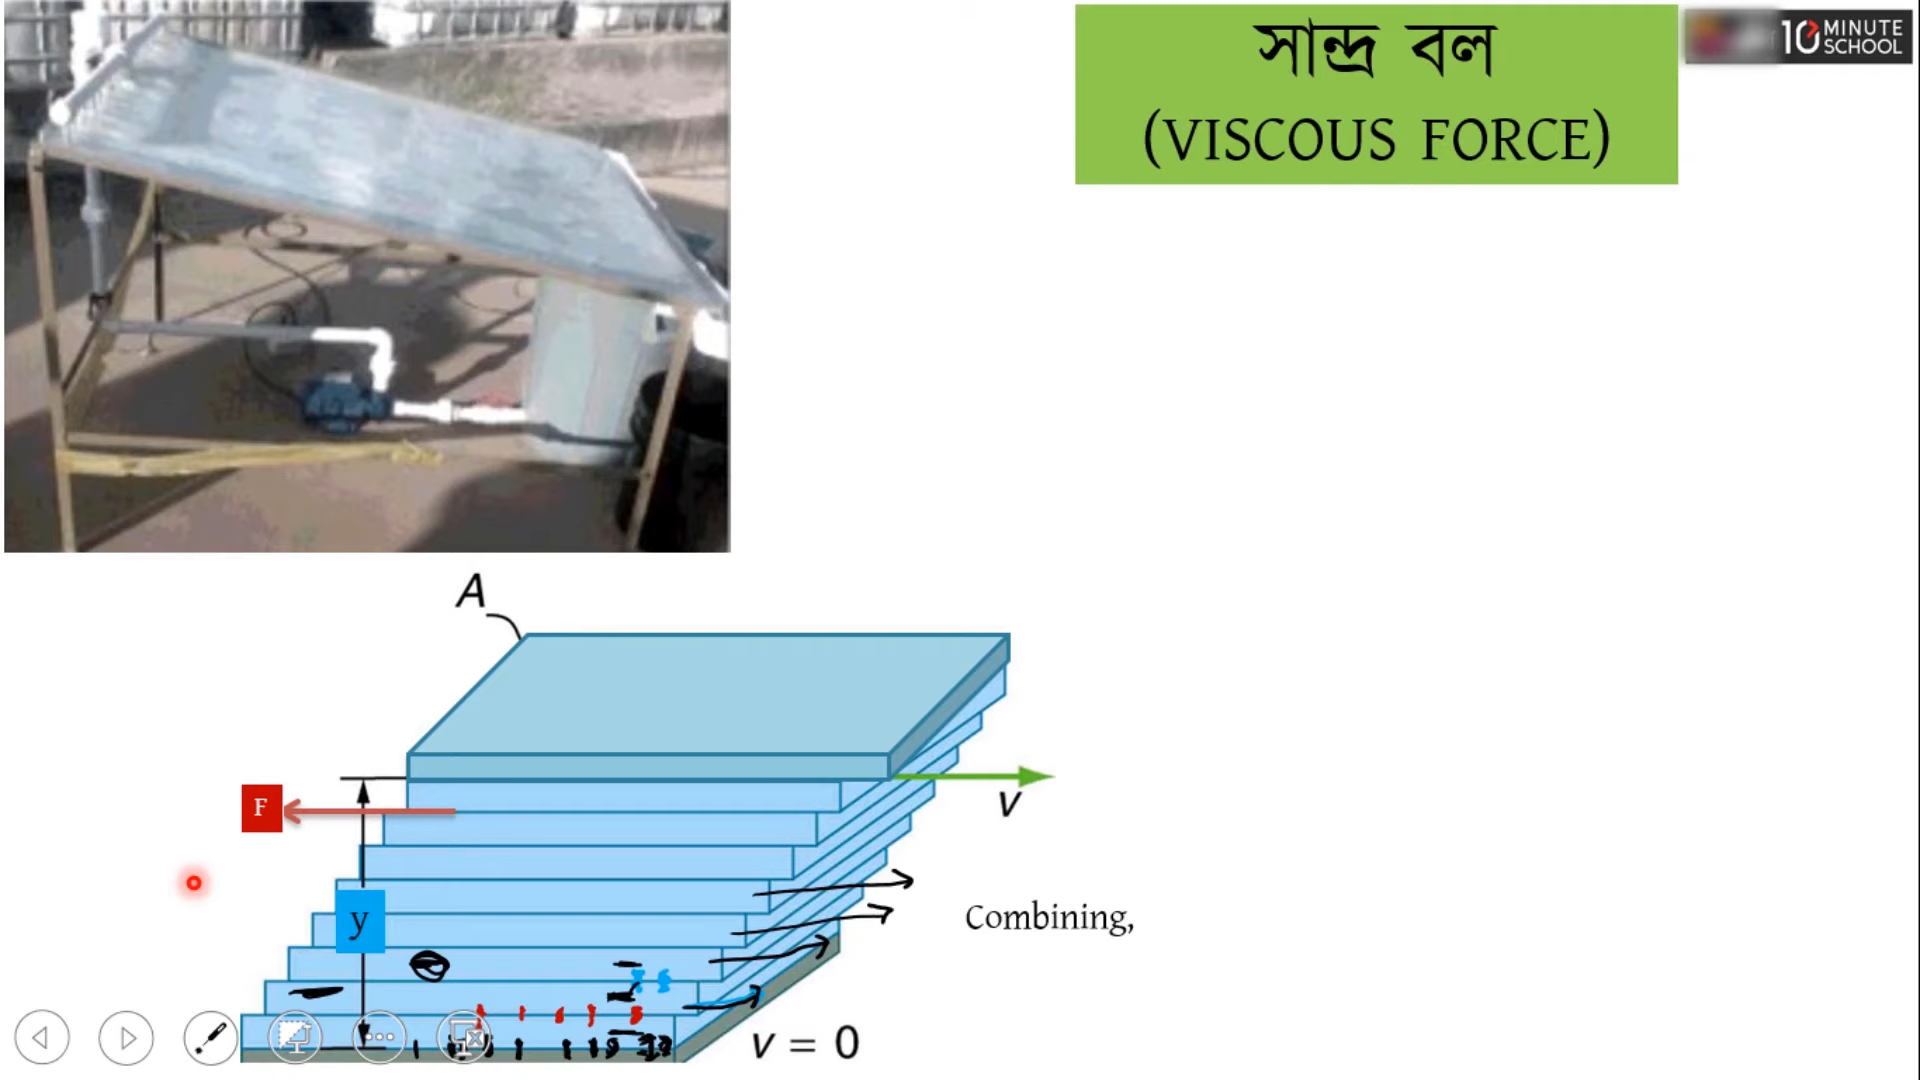 সান্দ্র বল
(VISCOUS FORCE)
10 MINUTE
SCHOOL
A
F
V
y
Combining,
v = 0